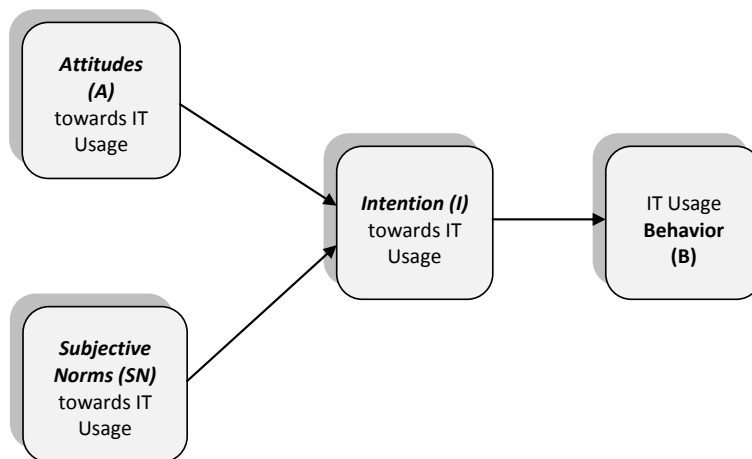 Attitudes
(A)
towards IT
Usage
Intention (I)
towards IT
Usage
IT Usage
Behavior
(B)
Subjective
Norms (SN)
towards IT
Usage